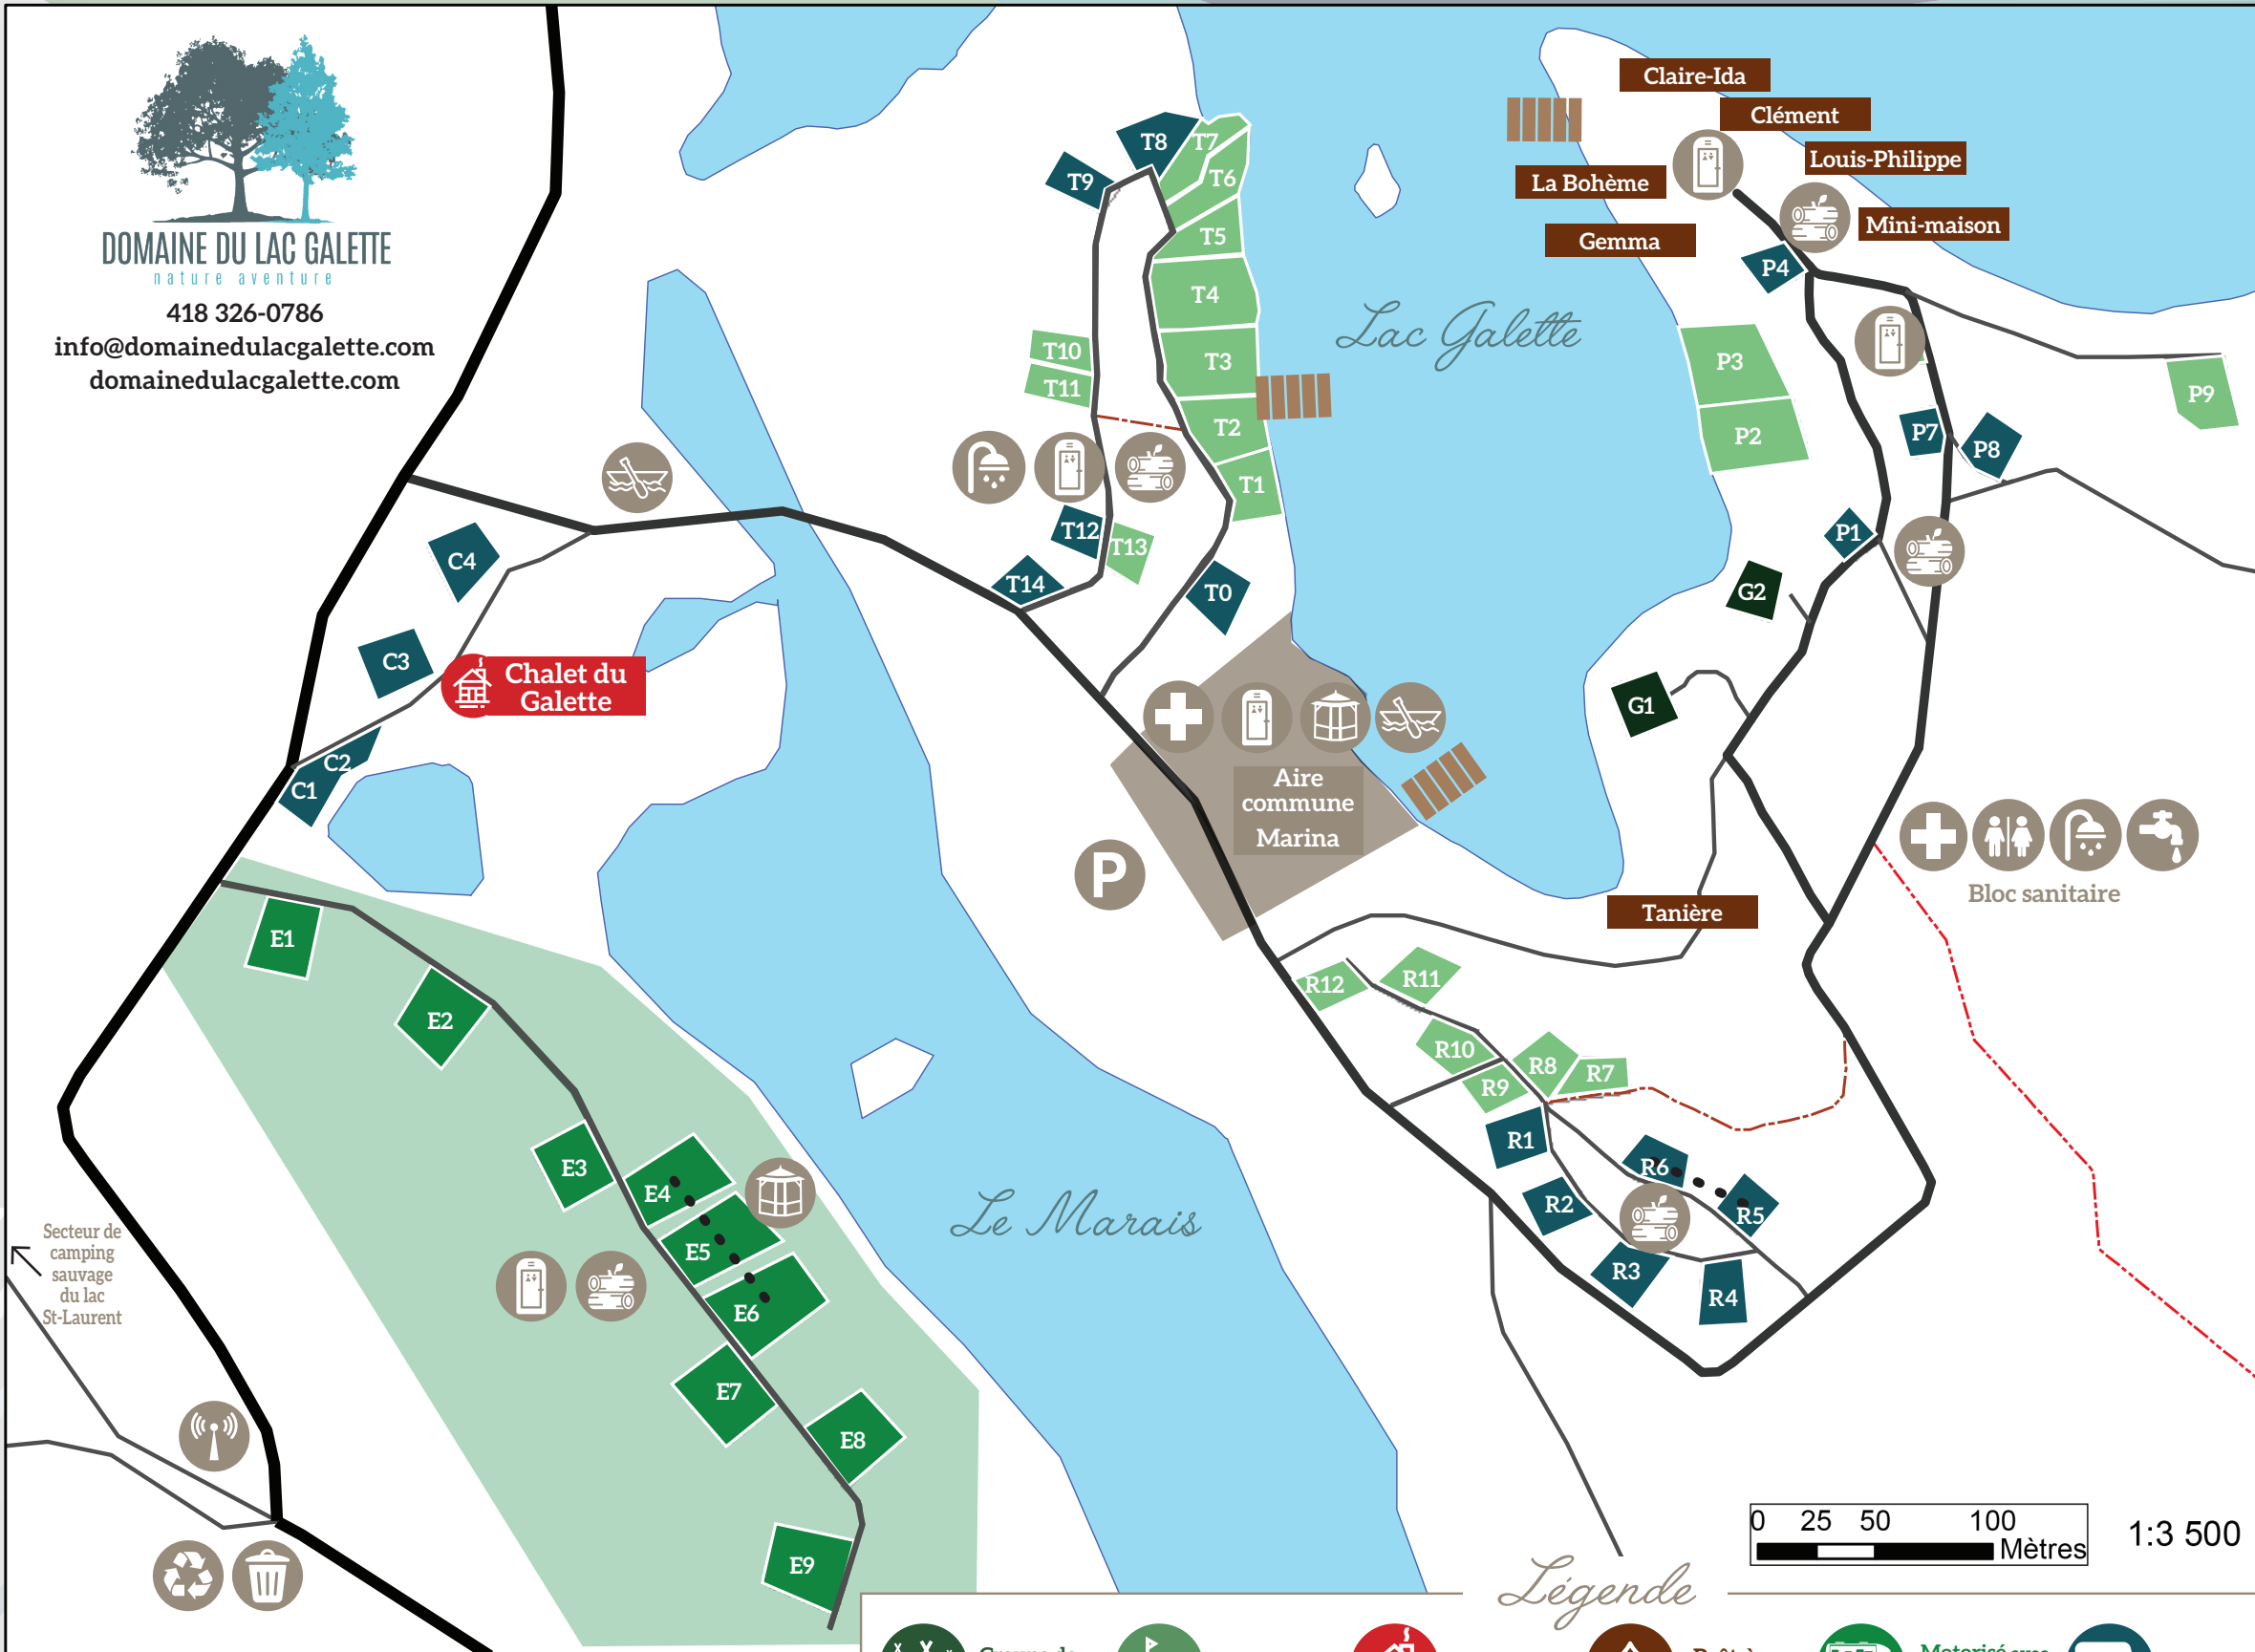 DOMAINE DU LAC GALETTE
nature aventure
418 326-0786
info@domainedulacgalette.com
domainedulacgalette.com
Claire-Ida
Clément
Louis-Philippe
La Bohème
Mini-maison
Gemma
T8
T7
T9
T6
T5
T4
T3
T10
T11
T2
T1
T12
T13
T14
T0
Lac Galette
P4
P3
P2
P9
P7
P8
P1
G2
G1
C4
C3
Chalet du
Galette
C2
C1
Aire
commune
Marina
P
Bloc sanitaire
Tanière
E1
E2
E3
E4
E5
E6
E7
E8
E9
R12
R11
R10
R9
R8
R7
R1
R2
R6
R5
R3
R4
Le Marais
Secteur de
camping
sauvage
du lac
St-Laurent
0 25 50 100
Mètres
1:3 500
Légende